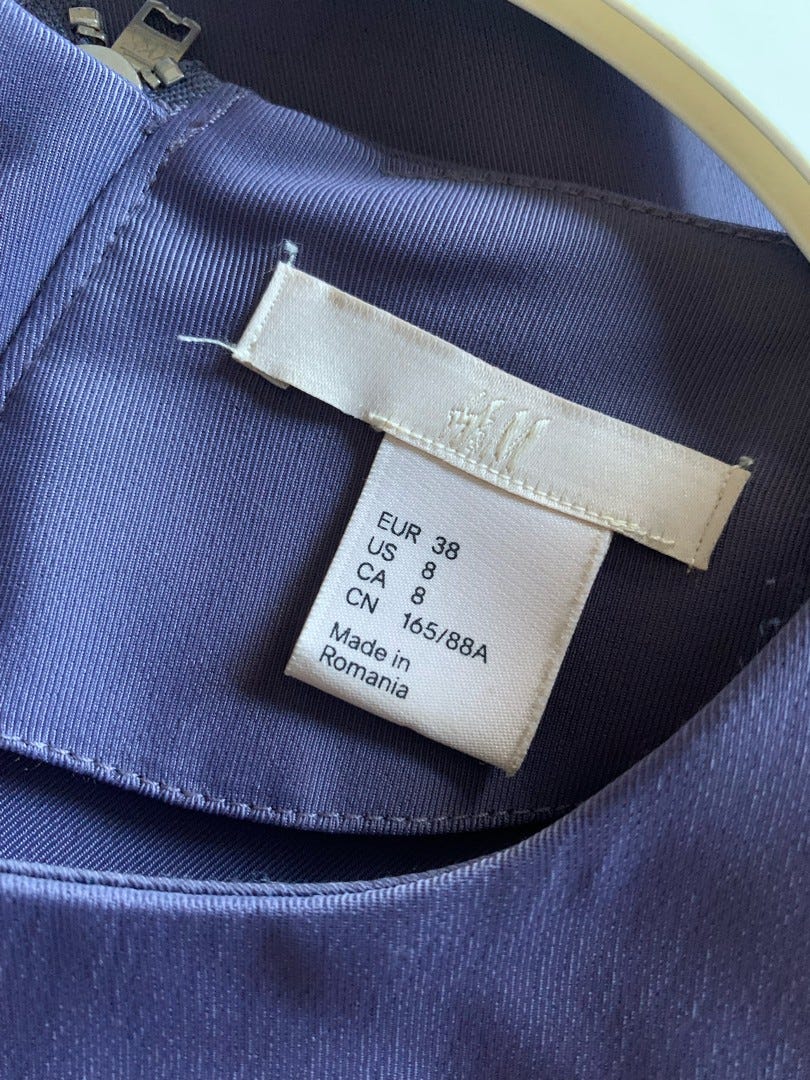 H&M
EUR 38
US 8
CA 8
CN 165/88A
Made in
Romania